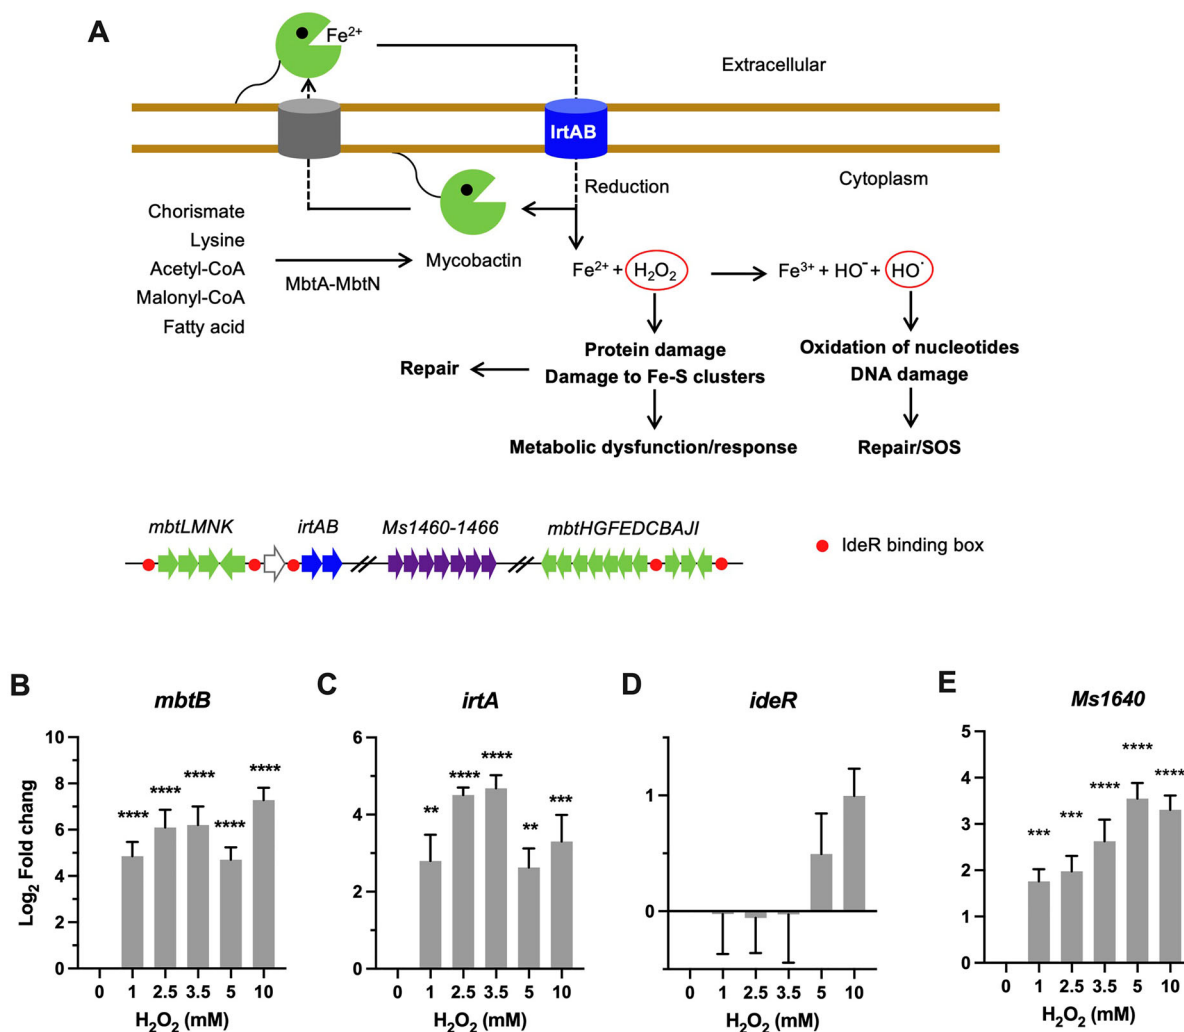 A
Fe²⁺
Extracellular
IrtAB
Reduction
Cytoplasm
Chorismate
Lysine
Acetyl-CoA
Malonyl-CoA
Fatty acid
MbtA-MbtN
Mycobactin
Fe²⁺ + H₂O₂
Fe³⁺ + HO⁻ + HO˙
Protein damage
Damage to Fe-S clusters
Repair
Oxidation of nucleotides
DNA damage
Metabolic dysfunction/response
Repair/SOS
mbtLMNK irtAB Ms1460-1466 mbtHGFEDCBAJI
IdeR binding box
B
mbtB
Log₂ Fold chang
10
8
6
4
2
0
**** **** **** **** ****
0 1 2.5 3.5 5 10
H₂O₂ (mM)
C
irtA
6
4
2
0
** **** **** ** ***
0 1 2.5 3.5 5 10
H₂O₂ (mM)
D
ideR
1
0
0 1 2.5 3.5 5 10
H₂O₂ (mM)
E
Ms1640
5
4
3
2
1
0
*** *** **** **** ****
0 1 2.5 3.5 5 10
H₂O₂ (mM)